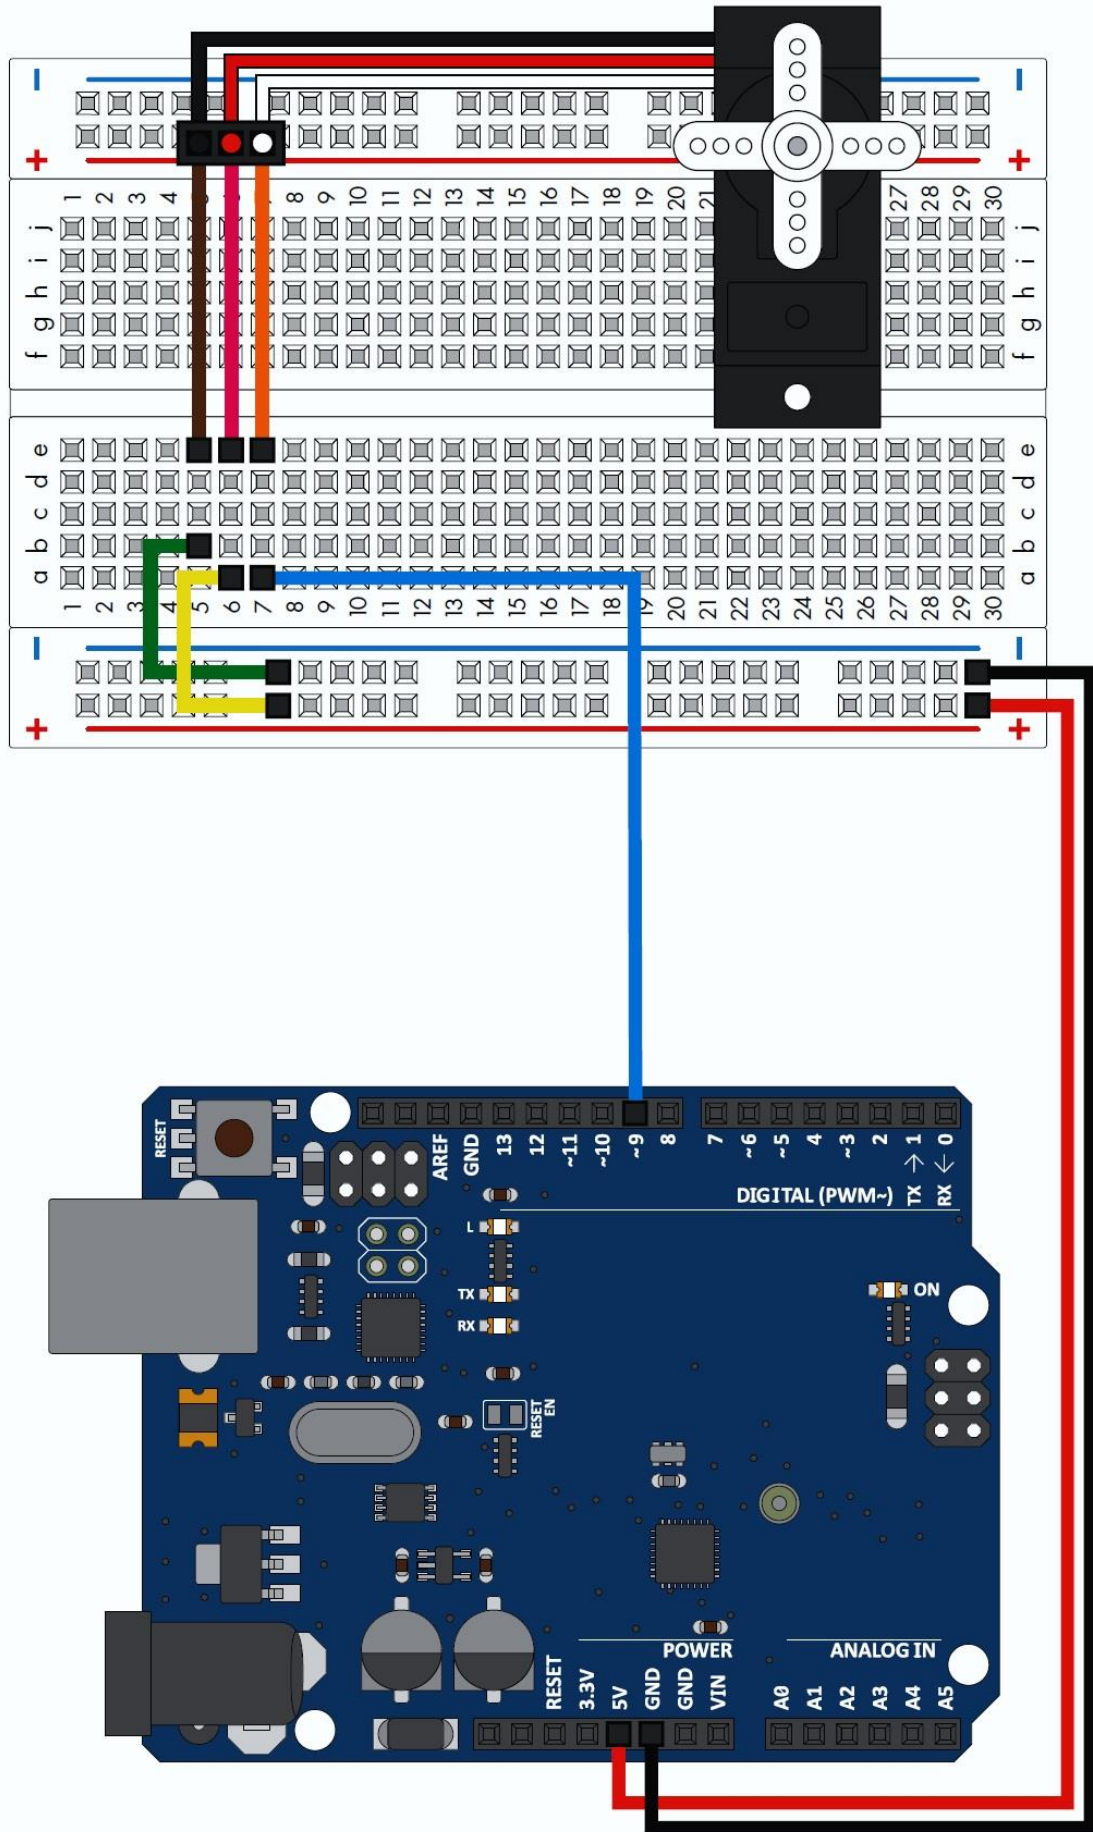 - -
+ +
1 2 3 4 8 9 10 11 12 13 14 15 16 17 18 19 20 21 27 28 29 30
j j
i i
h h
g g
f f
e e
d d
c c
b b
a a
1 2 3 4 5 6 7 8 9 10 11 12 13 14 15 16 17 18 19 20 21 22 23 24 25 26 27 28 29 30
- -
+ +
RESET
AREF GND 13 12 ~11 ~10 ~9 8 7 ~6 ~5 4 ~3 2 TX → 1 RX ← 0
DIGITAL (PWM~)
L
TX
RX
ON
RESET EN
POWER
ANALOG IN
RESET 3.3V 5V GND GND VIN A0 A1 A2 A3 A4 A5